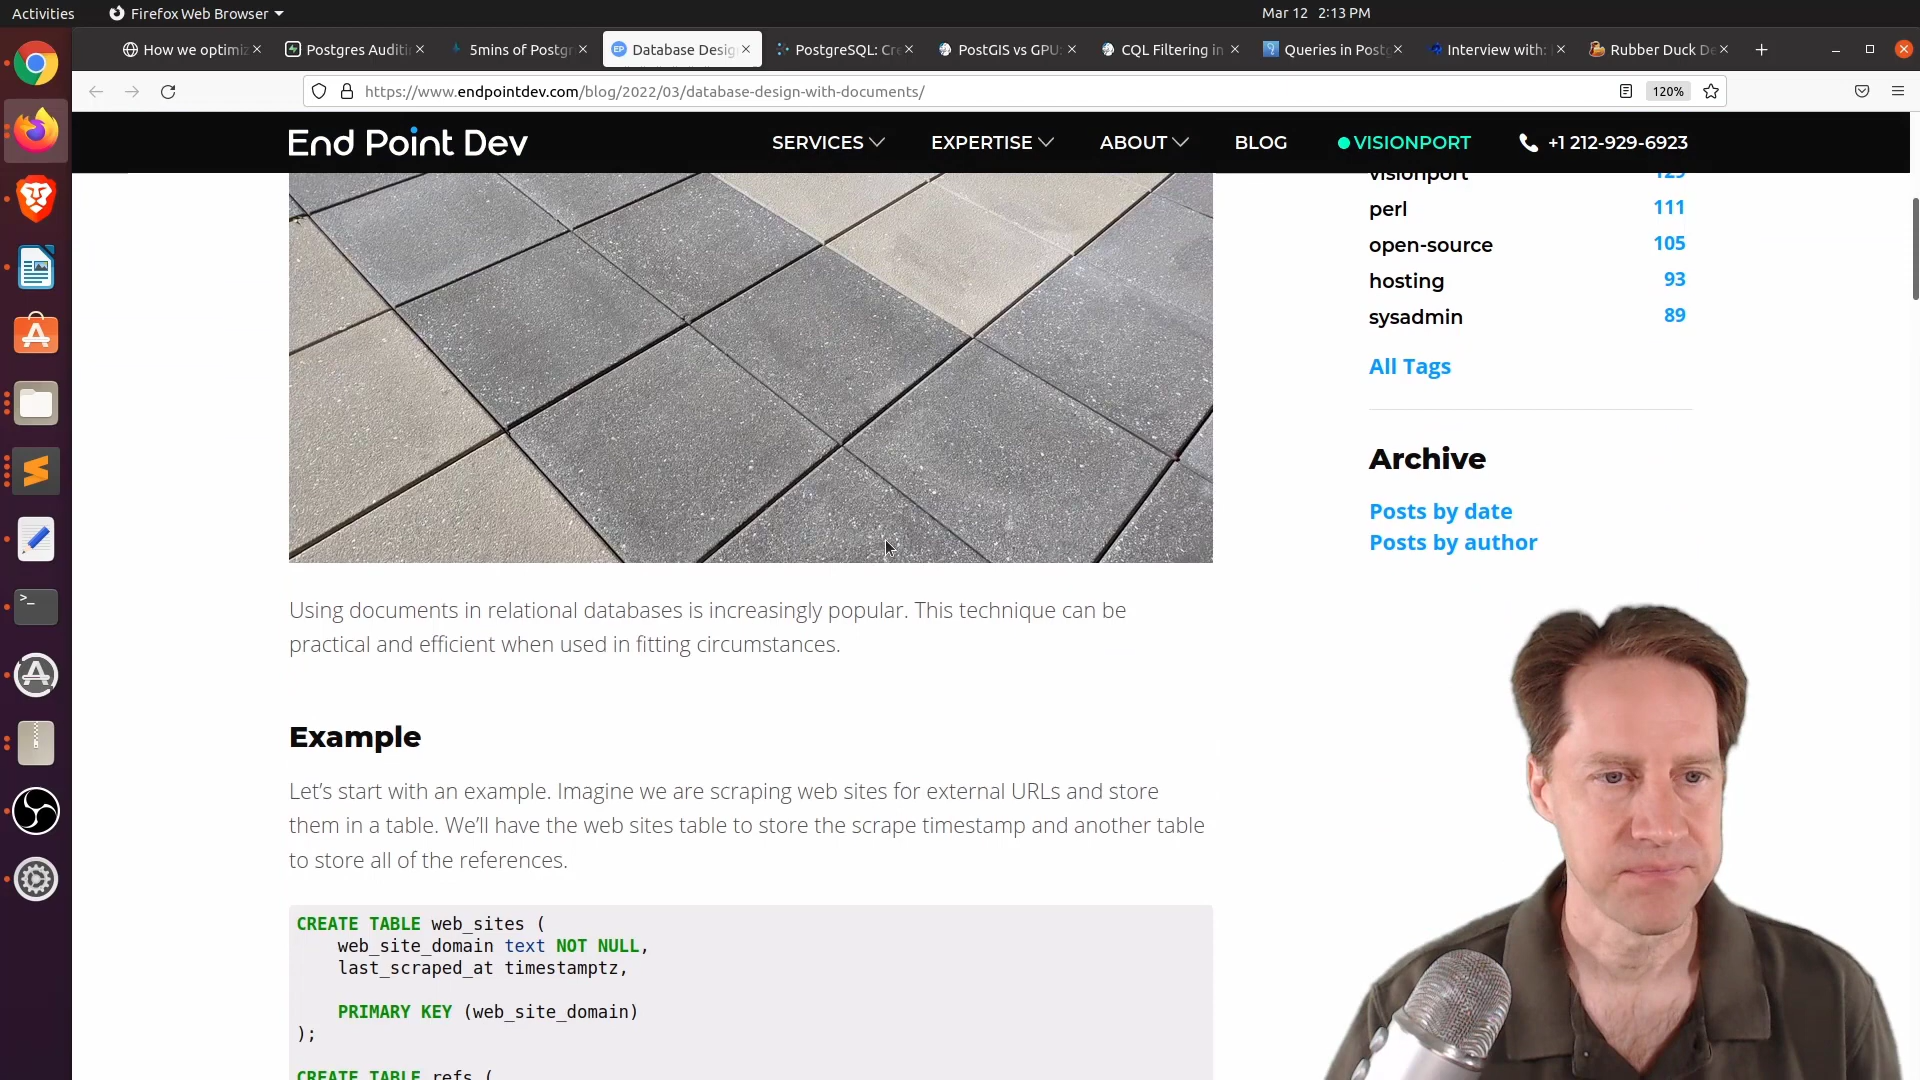 Activities
Firefox Web Browser
Mar 12 2:13 PM
How we optimiz
Postgres Auditi
5mins of Postgr
Database Desig
PostgreSQL: Cr
PostGIS vs GPU:
CQL Filtering in
Queries in Postg
Interview with:
Rubber Duck De
https://www.endpointdev.com/blog/2022/03/database-design-with-documents/
120%
End Point Dev
SERVICES
EXPERTISE
ABOUT
BLOG
VISIONPORT
+1 212-929-6923
visionport 129
perl 111
open-source 105
hosting 93
sysadmin 89
All Tags
Archive
Posts by date
Posts by author
Using documents in relational databases is increasingly popular. This technique can be
practical and efficient when used in fitting circumstances.
Example
Let’s start with an example. Imagine we are scraping web sites for external URLs and store
them in a table. We’ll have the web sites table to store the scrape timestamp and another table
to store all of the references.
CREATE TABLE web_sites (
web_site_domain text NOT NULL,
last_scraped_at timestamptz,
PRIMARY KEY (web_site_domain)
);
CREATE TABLE refs (